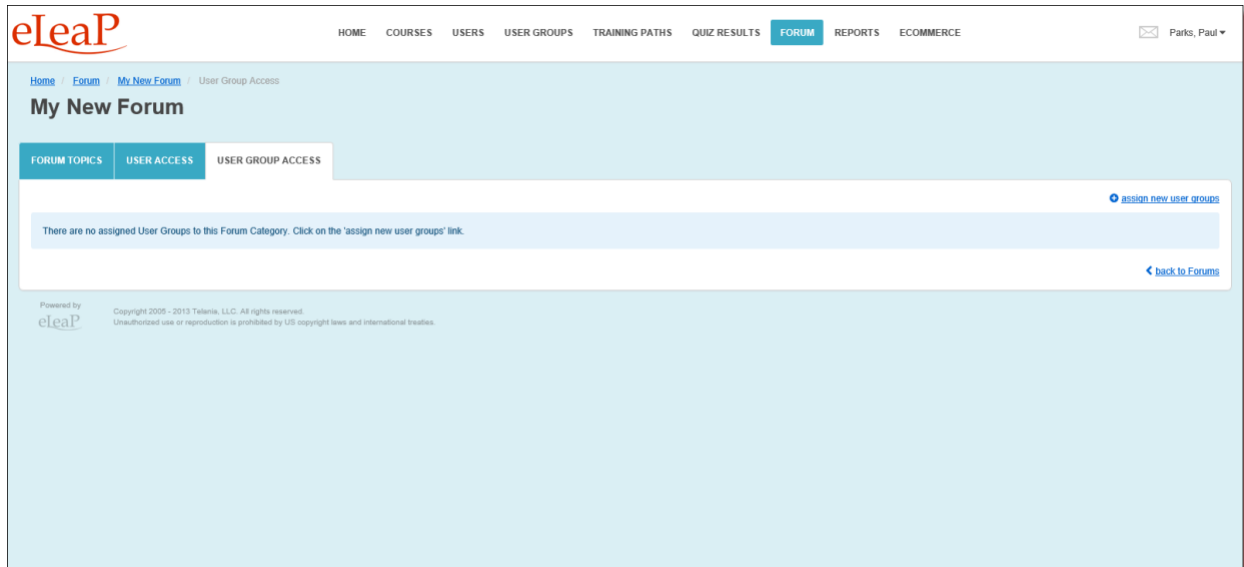 eLeaP
HOME COURSES USERS USER GROUPS TRAINING PATHS QUIZ RESULTS FORUM REPORTS ECOMMERCE
Parks, Paul
Home / Forum / My New Forum / User Group Access
My New Forum
FORUM TOPICS USER ACCESS USER GROUP ACCESS
assign new user groups
There are no assigned User Groups to this Forum Category. Click on the 'assign new user groups' link.
back to Forums
Powered by
eLeaP
Copyright 2005 - 2013 Telania, LLC. All rights reserved.
Unauthorized use or reproduction is prohibited by US copyright laws and international treaties.